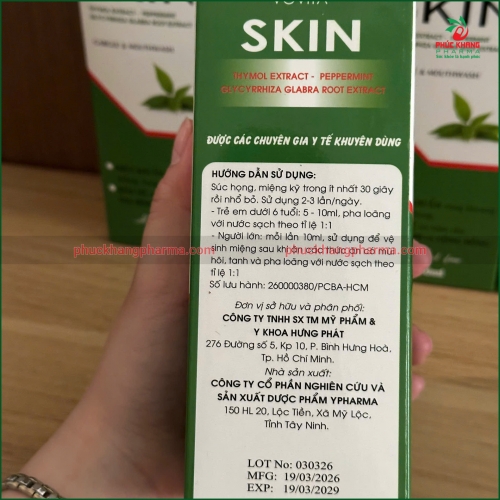 PHÚC KHANG
PHARMA
SKIN
THYMOL EXTRACT - PEPPERMINT
GLYCYRRHIZA GLABRA ROOT EXTRACT
ĐƯỢC CÁC CHUYÊN GIA Y TẾ KHUYÊN DÙNG
HƯỚNG DẪN SỬ DỤNG:
Súc họng, miệng kỹ trong ít nhất 30 giây
rồi nhổ bỏ. Sử dụng 2-3 lần/ngày.
- Trẻ em dưới 6 tuổi: 5 - 10ml, pha loãng
với nước sạch theo tỉ lệ 1:1
- Người lớn: mỗi lần 10ml, sử dụng để vệ
sinh miệng sau khi ăn các thức ăn có mùi
hôi, tanh và pha loãng với nước sạch theo
tỉ lệ 1:1
phuckhangpharma.com
Số lưu hành: 260000380/PCBA-HCM
Đơn vị sở hữu và phân phối:
CÔNG TY TNHH SX TM MỸ PHẨM &
Y KHOA HƯNG PHÁT
276 Đường số 5, Kp 10, P. Bình Hưng Hoà,
Tp. Hồ Chí Minh.
Nhà sản xuất:
CÔNG TY CỔ PHẦN NGHIÊN CỨU VÀ
SẢN XUẤT DƯỢC PHẨM YPHARMA
150 HL 20, Lộc Tiền, Xã Mỹ Lộc,
Tỉnh Tây Ninh.
LOT No: 030326
MFG: 19/03/2026
EXP: 19/03/2029